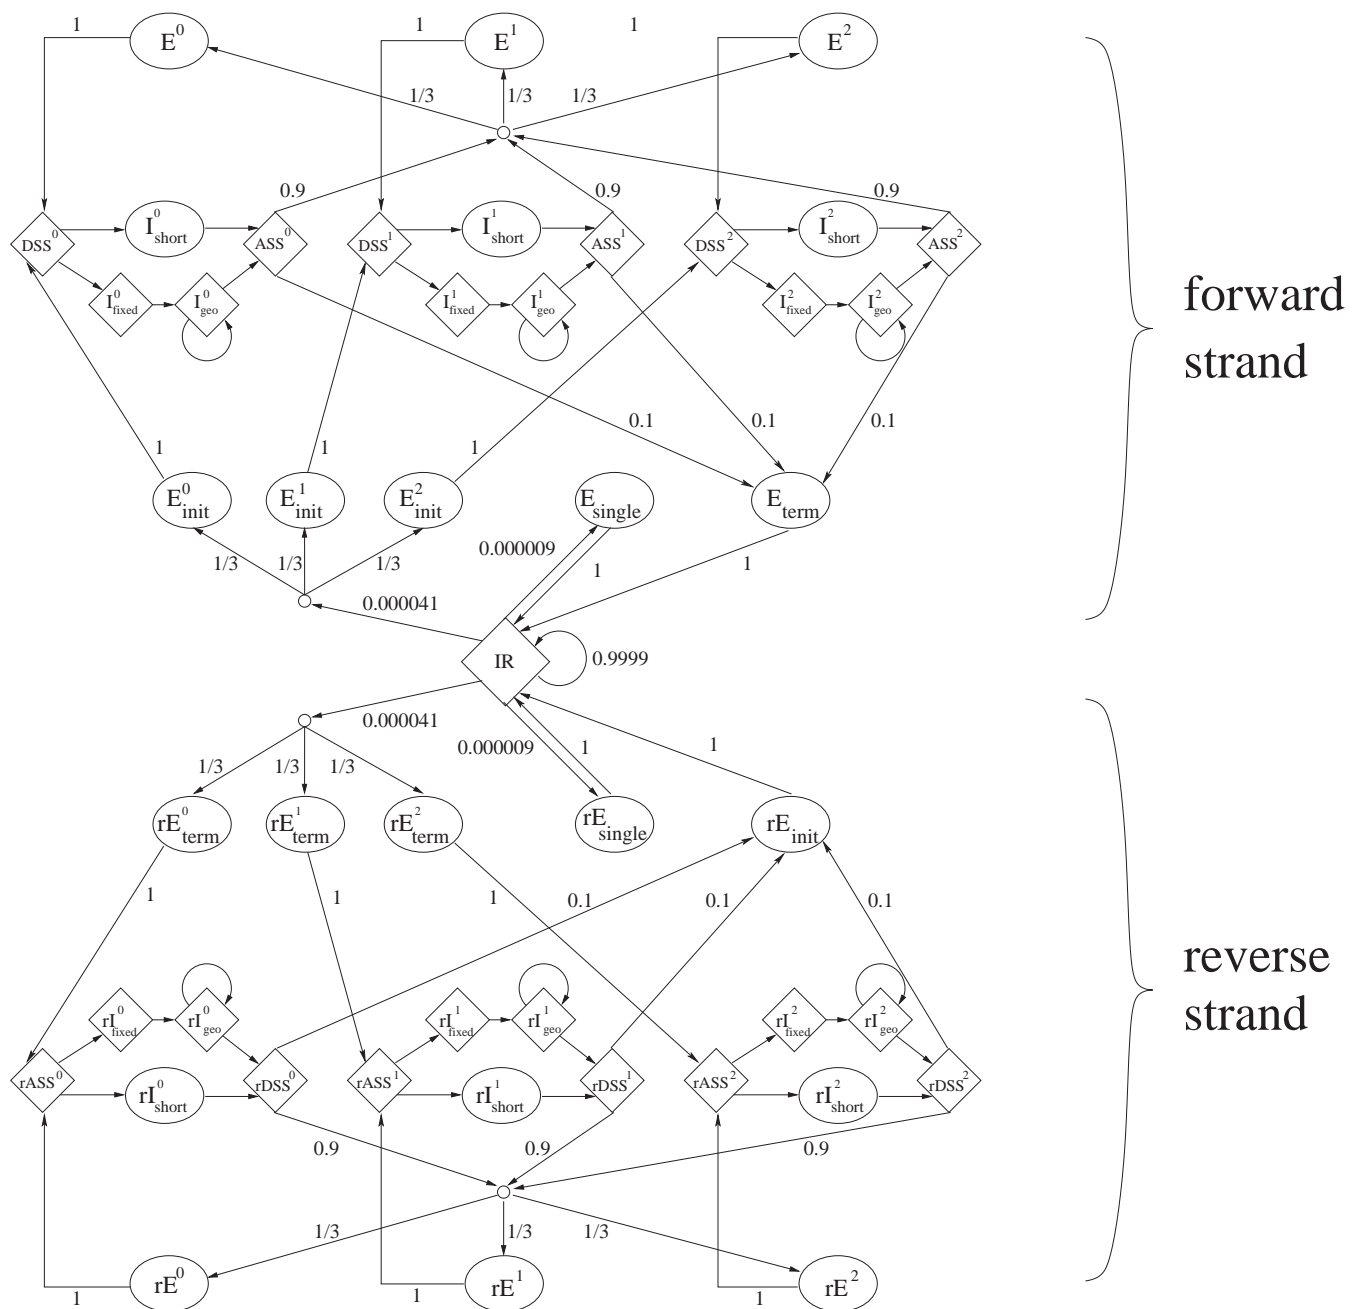 1 E^0 1 E^1 1 E^2
1/3 1/3 1/3
0.9 0.9 0.9
DSS^0 I^0_short ASS^0 DSS^1 I^1_short ASS^1 DSS^2 I^2_short ASS^2
I^0_fixed I^0_geo I^1_fixed I^1_geo I^2_fixed I^2_geo
forward
strand
0.1 0.1 0.1
1 1 1
E^0_init E^1_init E^2_init E_single E_term
0.000009
1/3 1/3 1/3 1 1
0.000041
IR 0.9999
0.000041
0.000009 1 1
1/3 1/3 1/3
rE^0_term rE^1_term rE^2_term rE_single rE_init
1 1 1 0.1 0.1 0.1
reverse
strand
rI^0_fixed rI^0_geo rI^1_fixed rI^1_geo rI^2_fixed rI^2_geo
rASS^0 rI^0_short rDSS^0 rASS^1 rI^1_short rDSS^1 rASS^2 rI^2_short rDSS^2
0.9 0.9 0.9
1/3 1/3 1/3
rE^0 rE^1 rE^2
1 1 1